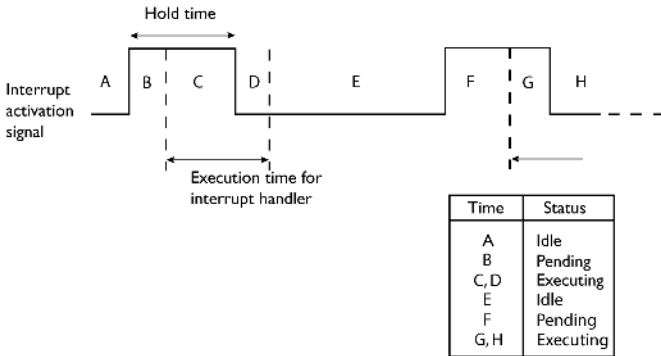 Hold time
A B C D E F G H
Interrupt
activation
signal
Execution time for
interrupt handler
Time Status
A Idle
B Pending
C, D Executing
E Idle
F Pending
G, H Executing